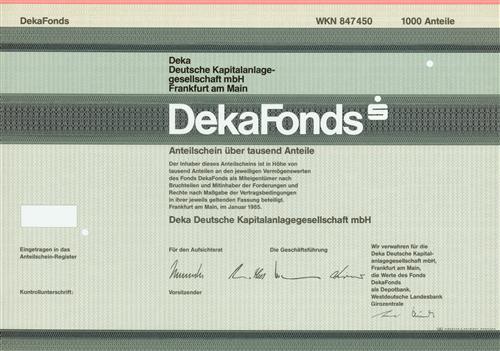 DekaFonds WKN 847450 1000 Anteile
Deka
Deutsche Kapitalanlage-
gesellschaft mbH
Frankfurt am Main
DekaFonds
Anteilschein über tausend Anteile
Der Inhaber dieses Anteilscheins ist in Höhe von
tausend Anteilen an den jeweiligen Vermögenswerten
des Fonds DekaFonds als Miteigentümer nach
Bruchteilen und Mitinhaber der Forderungen und
Rechte nach Maßgabe der Vertragsbedingungen
in ihrer jeweils geltenden Fassung beteiligt.
Frankfurt am Main, im Januar 1985.
Deka Deutsche Kapitalanlagegesellschaft mbH
Eingetragen in das
Anteilschein-Register
Kontrollunterschrift:
Für den Aufsichtsrat
Vorsitzender
Die Geschäftsführung
Wir verwahren für die
Deka Deutsche Kapital-
anlagegesellschaft mbH,
Frankfurt am Main,
die Werte des Fonds
DekaFonds
als Depotbank.
Westdeutsche Landesbank
Girozentrale